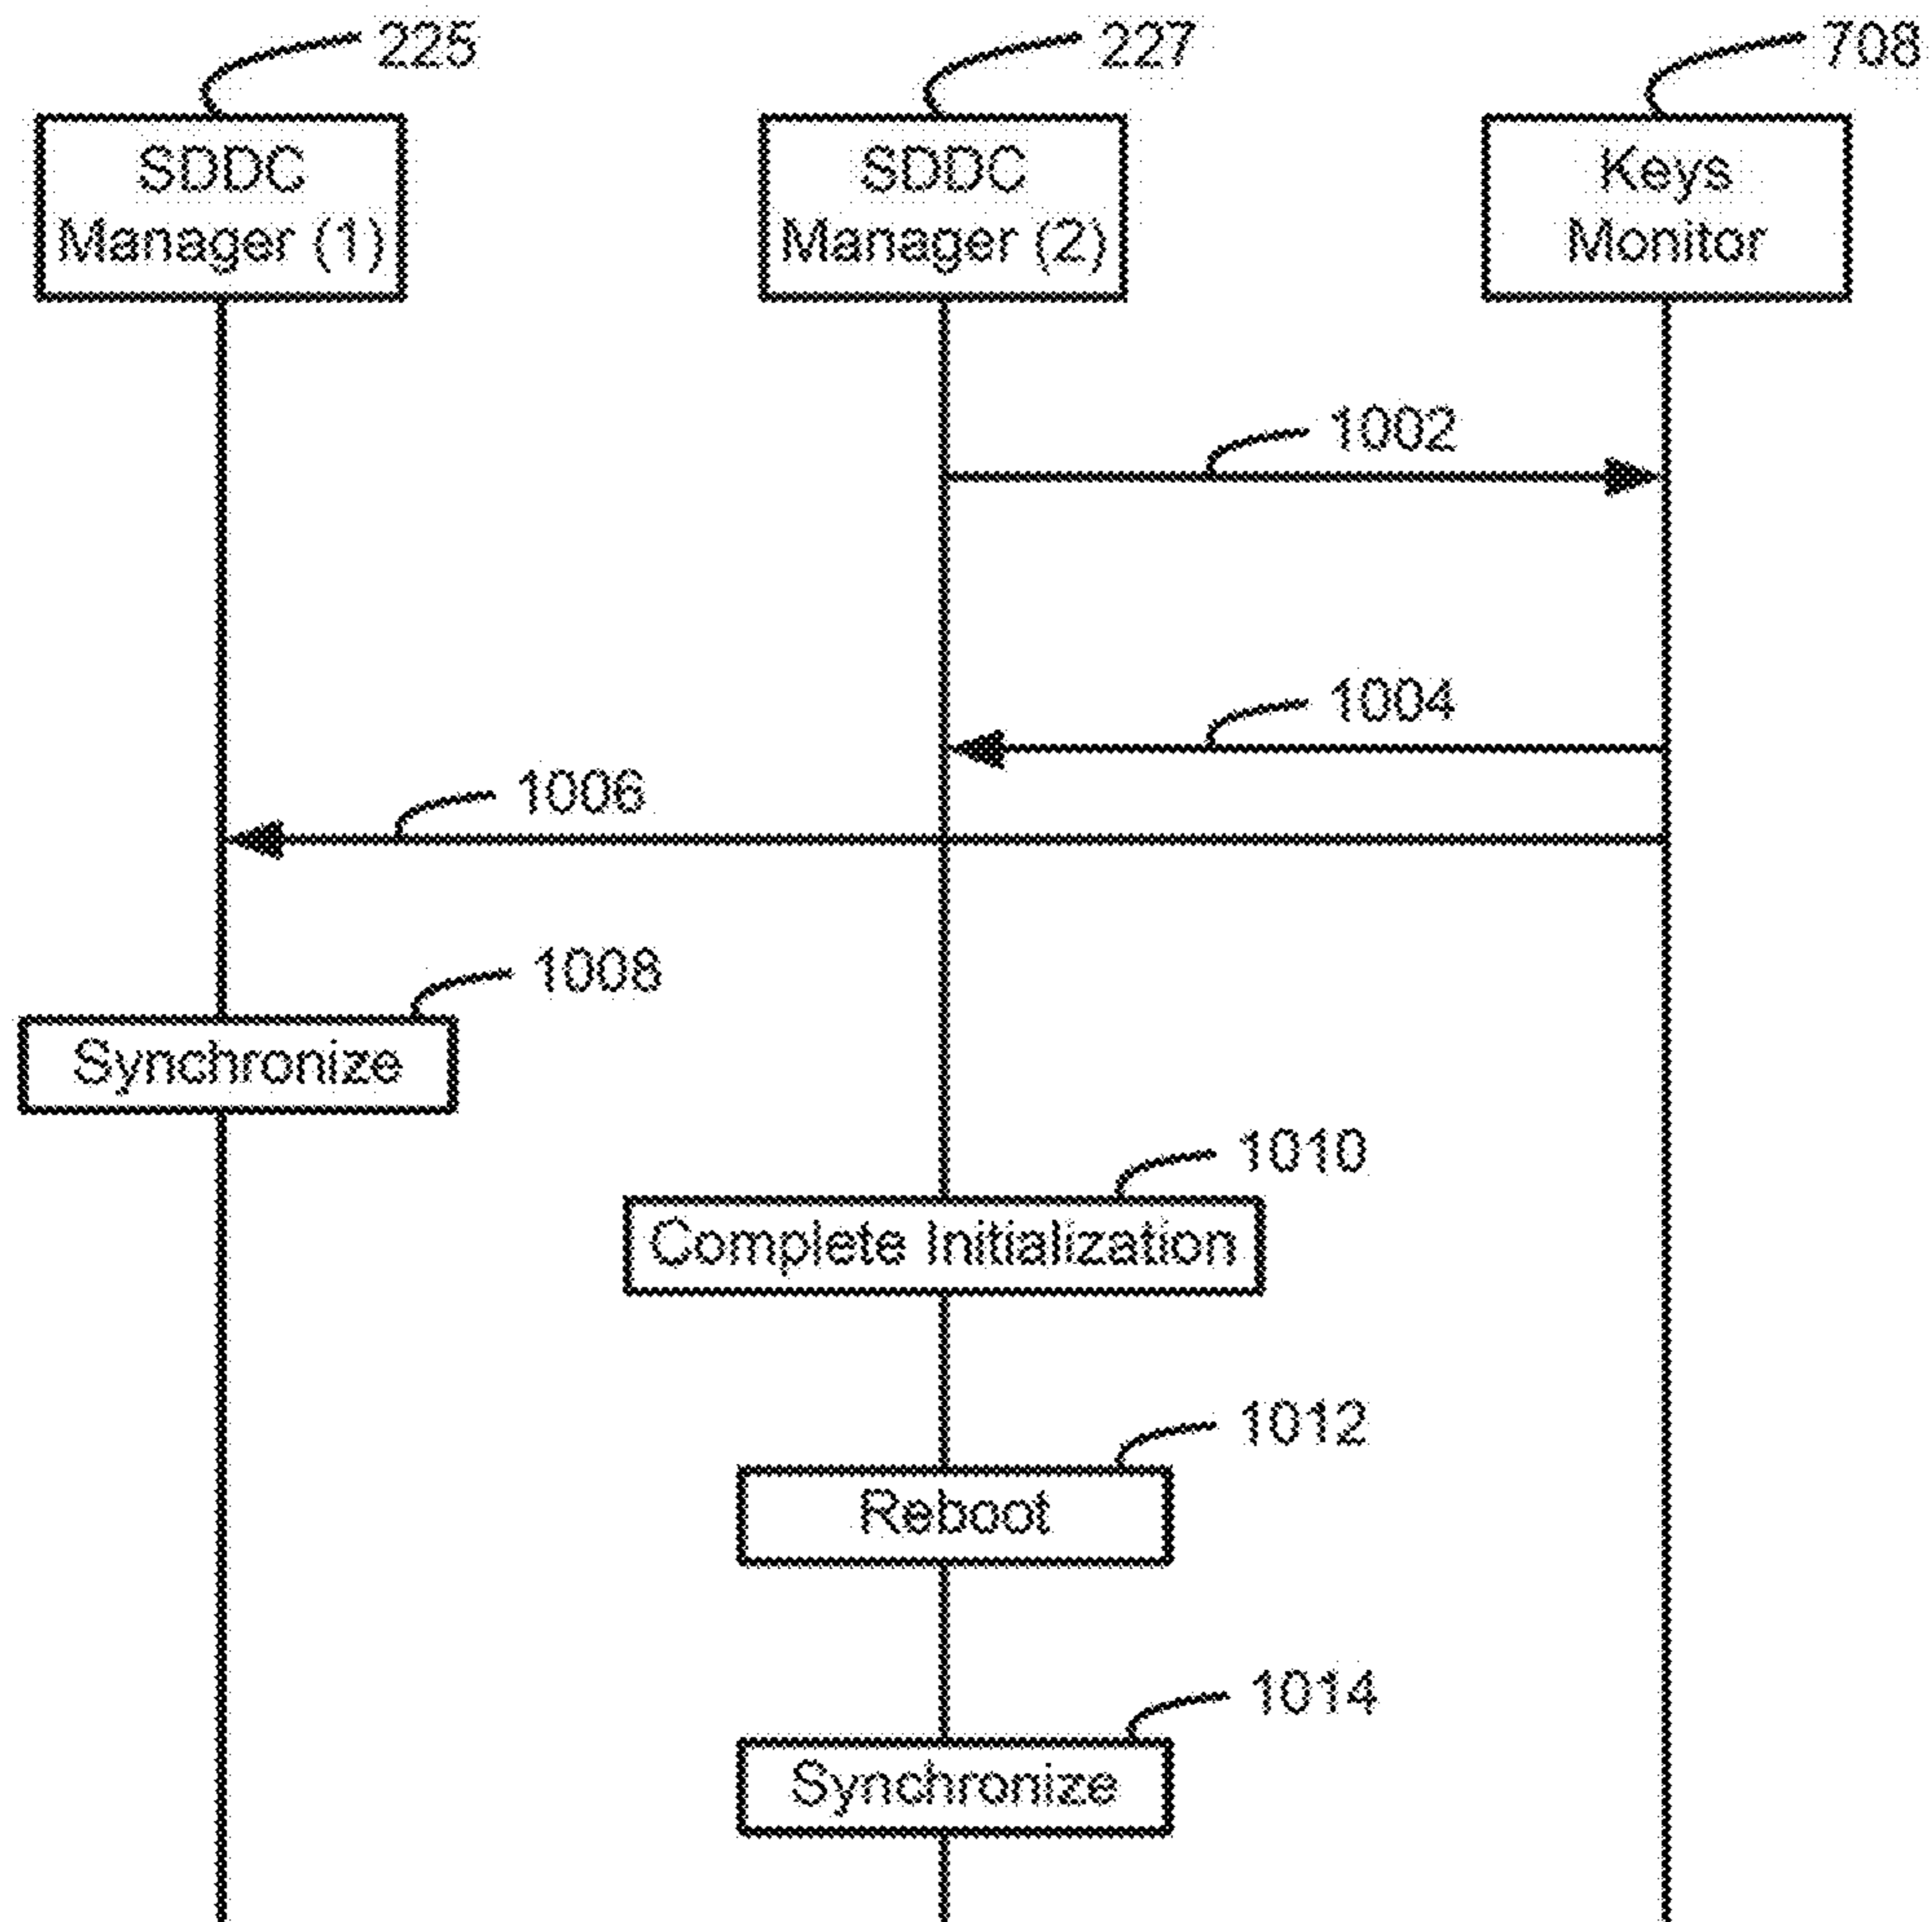 225
227
708
SDDC
Manager (1)
SDDC
Manager (2)
Keys
Monitor
1002
1004
1006
1008
Synchronize
1010
Complete Initialization
1012
Reboot
1014
Synchronize